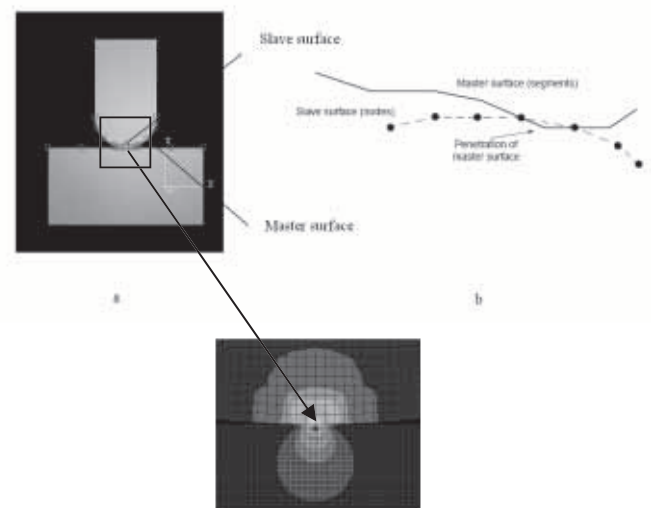 Slave surface
Master surface (segments)
Slave surface (nodes)
Penetration of
master surface
Master surface
a
b